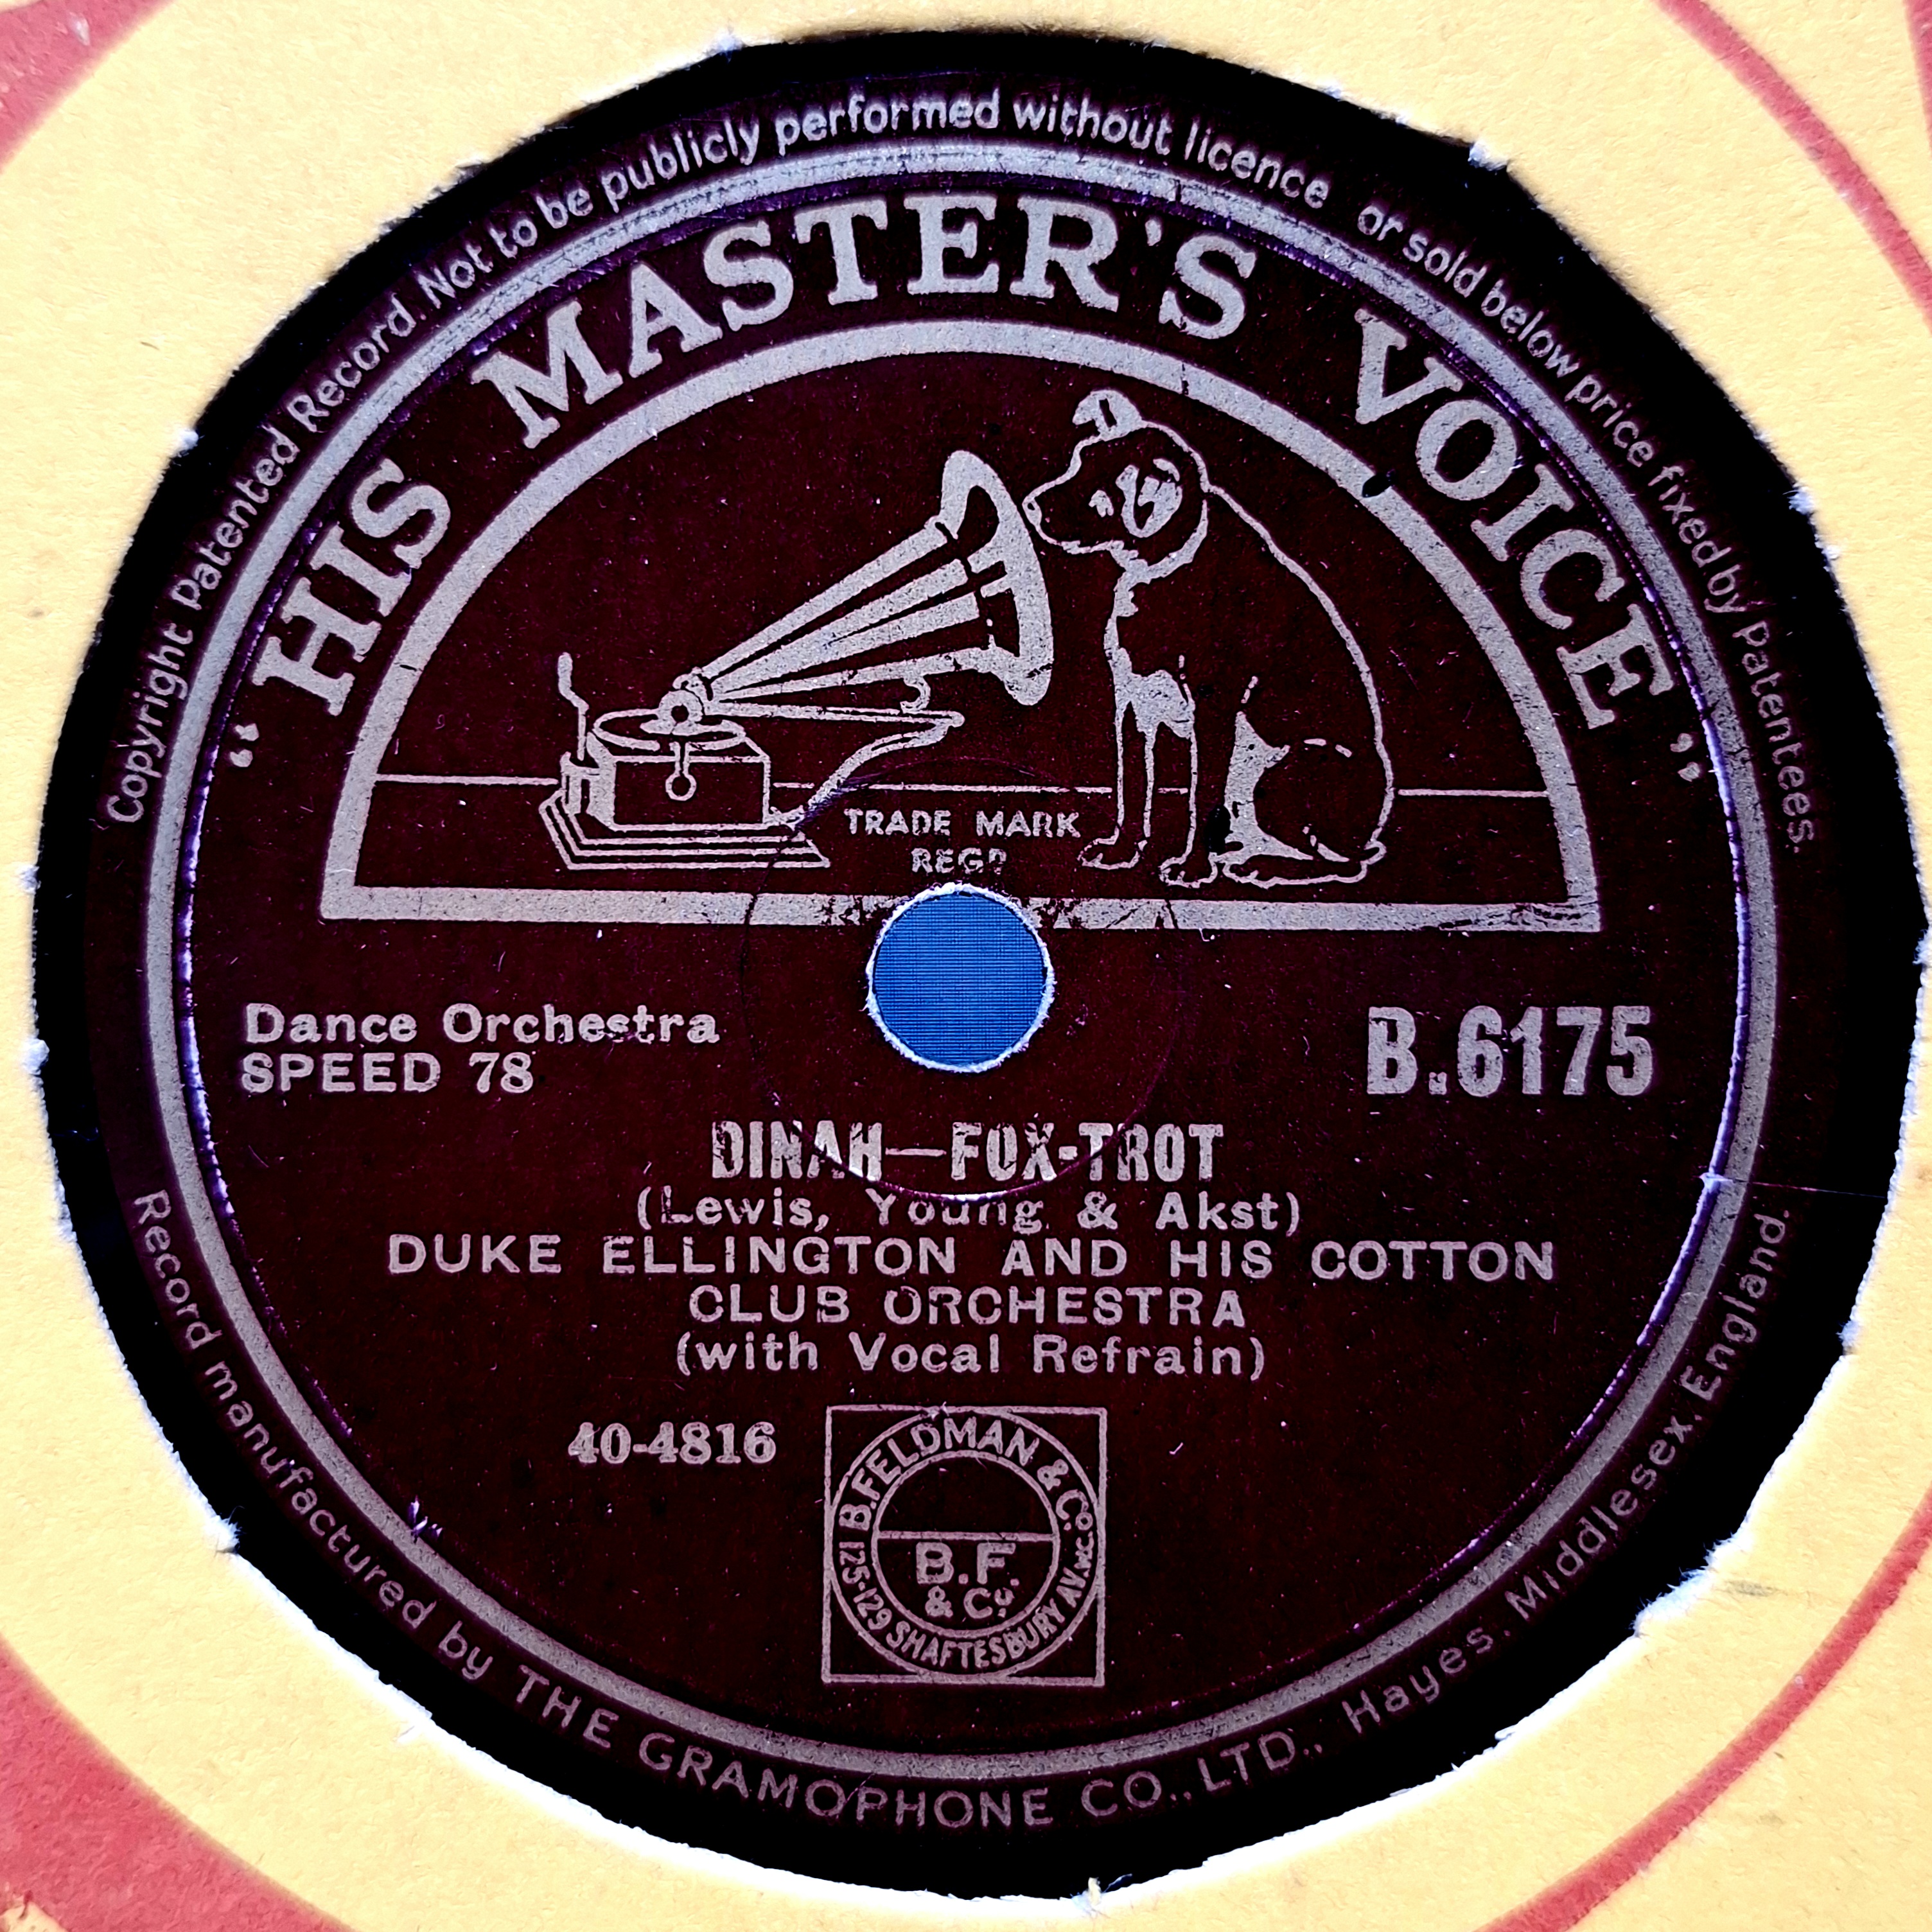 Copyright Patented Record. Not to be publicly performed without licence or sold below price fixed by Patentees.
“HIS MASTER'S VOICE”
TRADE MARK
REGD
Dance Orchestra
SPEED 78
B.6175
DINAH—FOX-TROT
(Lewis, Young & Akst)
DUKE ELLINGTON AND HIS COTTON
CLUB ORCHESTRA
(with Vocal Refrain)
40-4816
B.FELDMAN & Co.
B.F.
& Co.
125-129 SHAFTESBURY AV. W.C.2.
Record manufactured by THE GRAMOPHONE CO., LTD., Hayes, Middlesex, England.